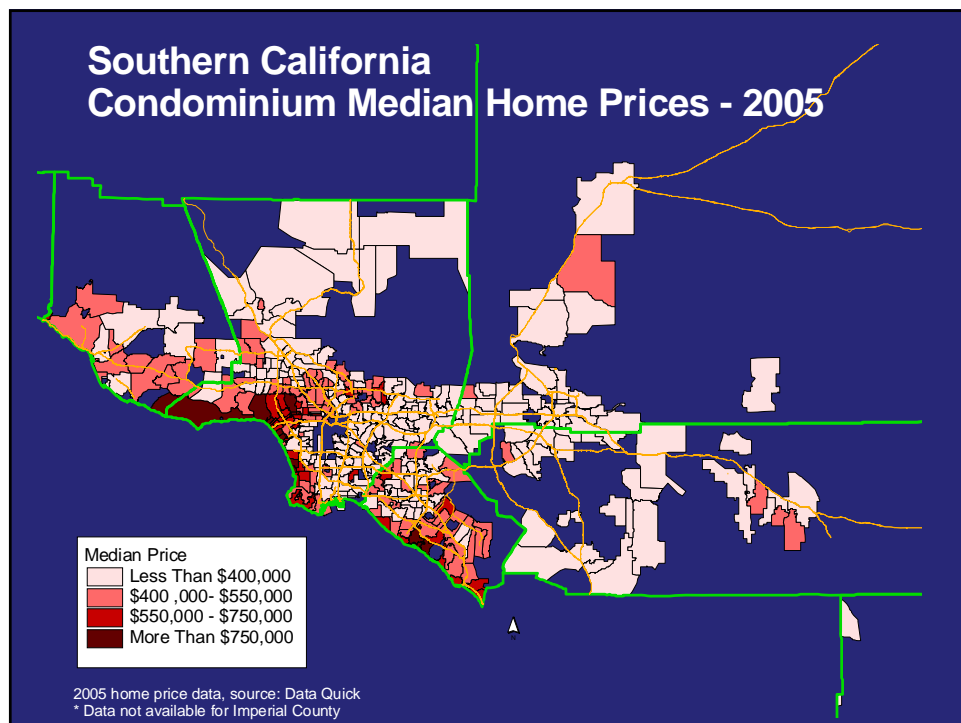 Southern California
Condominium Median Home Prices - 2005
Median Price
Less Than $400,000
$400 ,000- $550,000
$550,000 - $750,000
More Than $750,000
2005 home price data, source: Data Quick
* Data not available for Imperial County